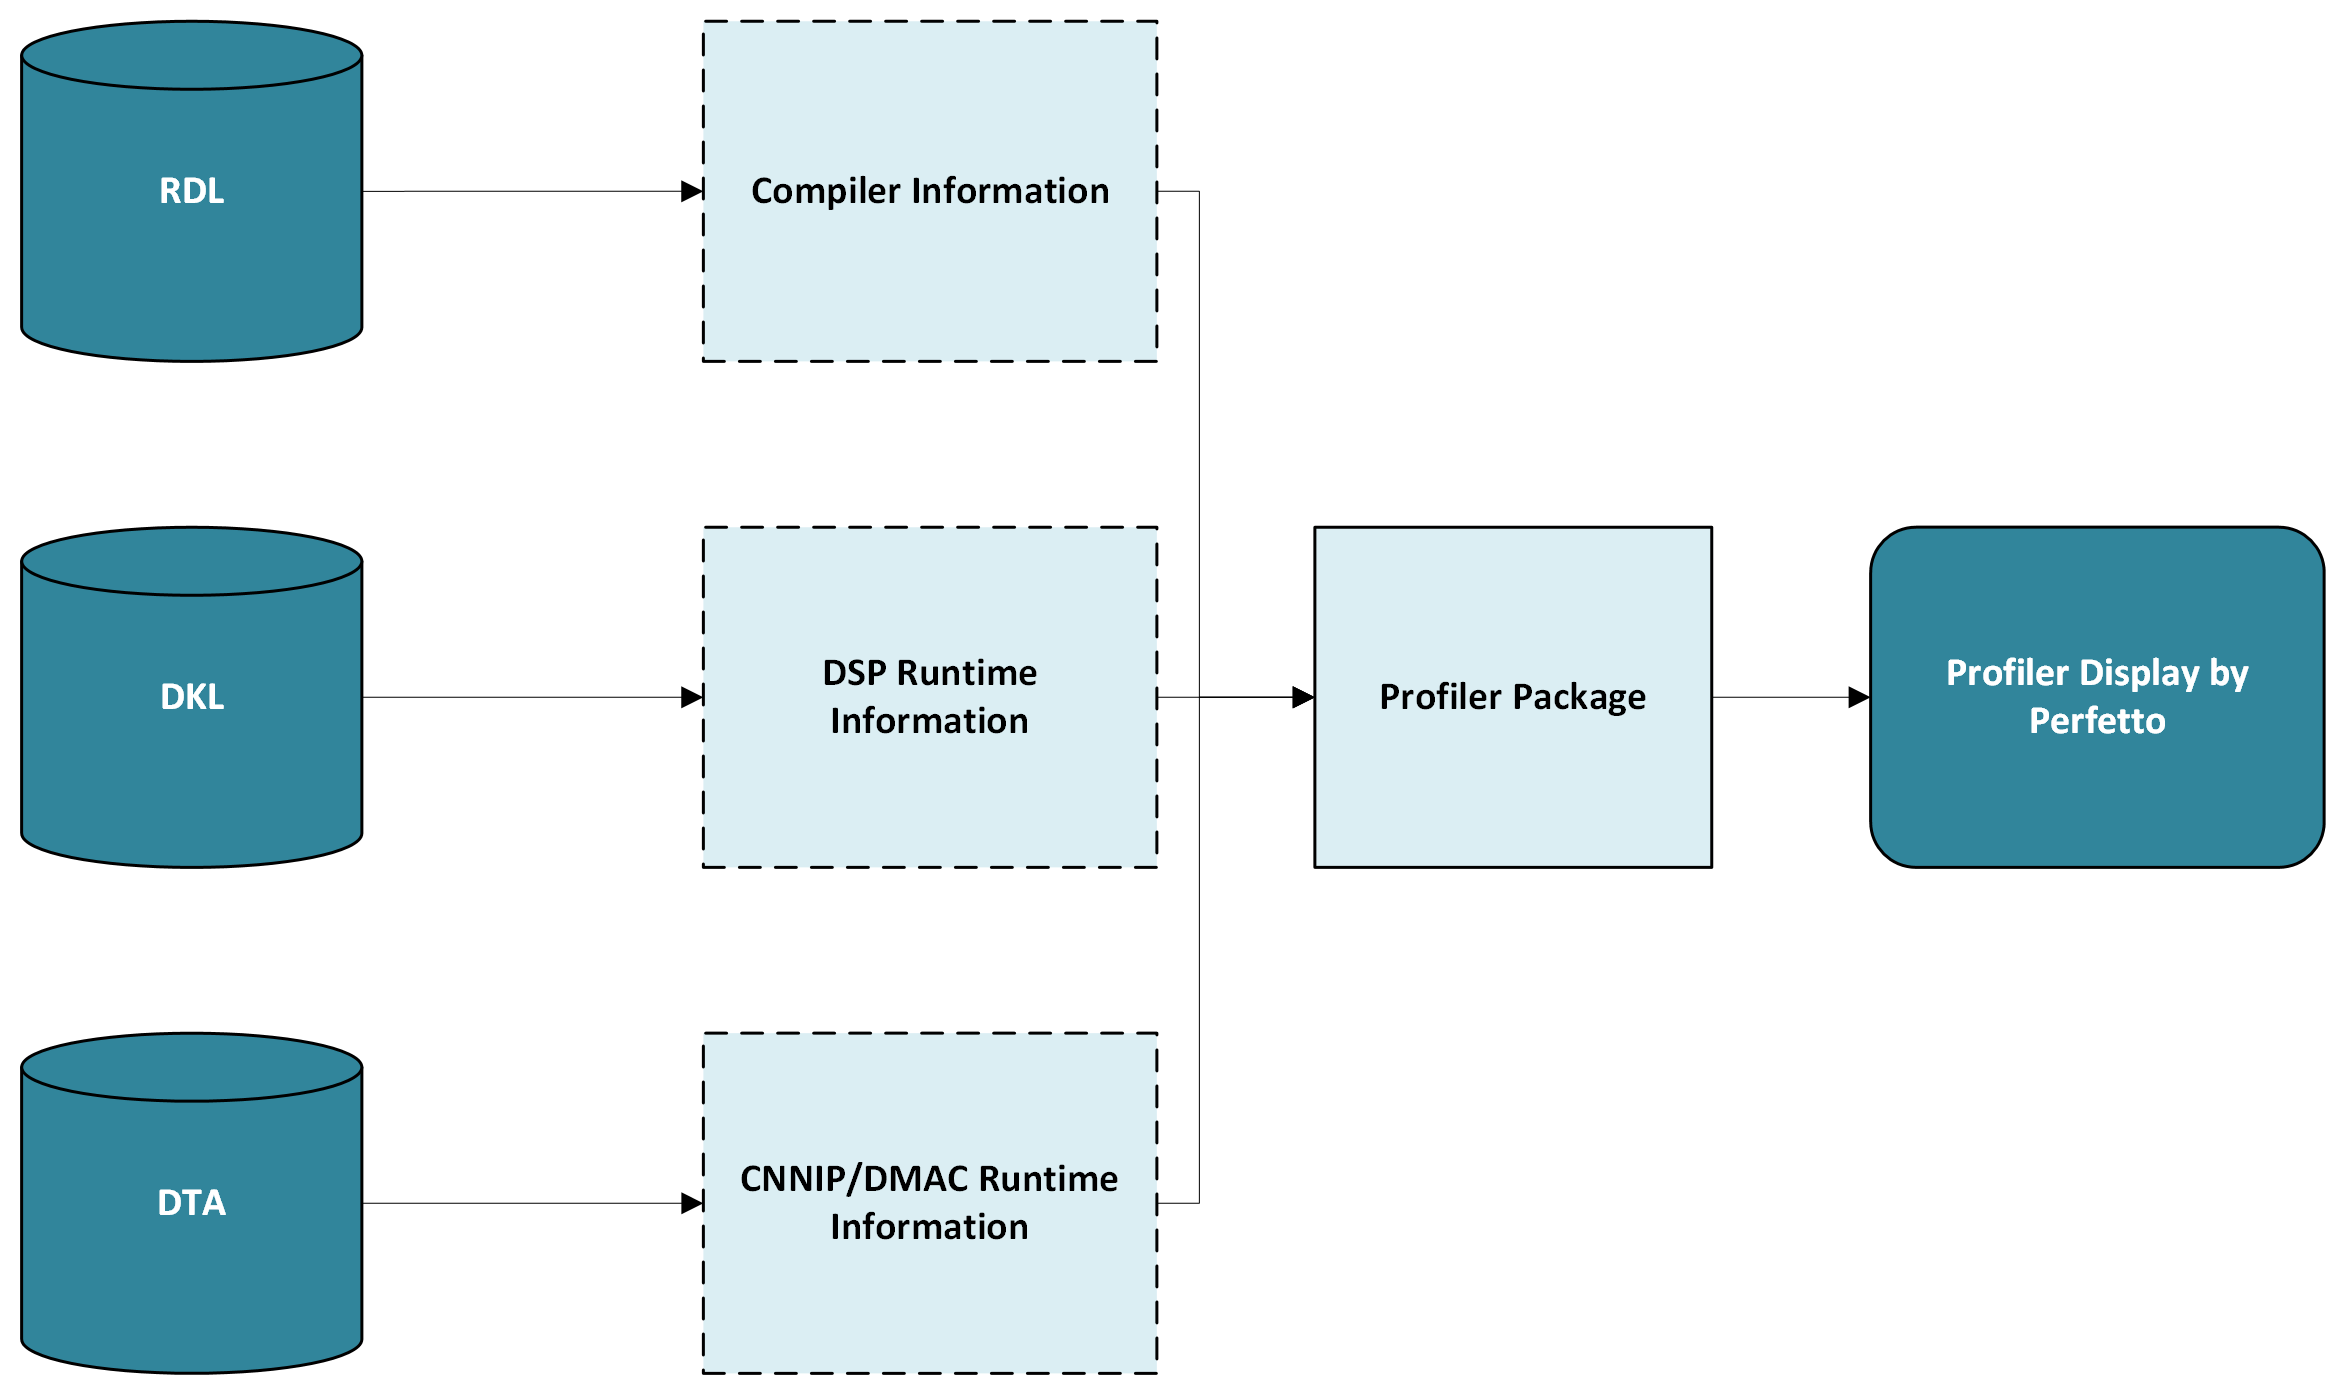 RDL
Compiler Information
DKL
DSP Runtime
Information
Profiler Package
Profiler Display by
Perfetto
DTA
CNNIP/DMAC Runtime
Information